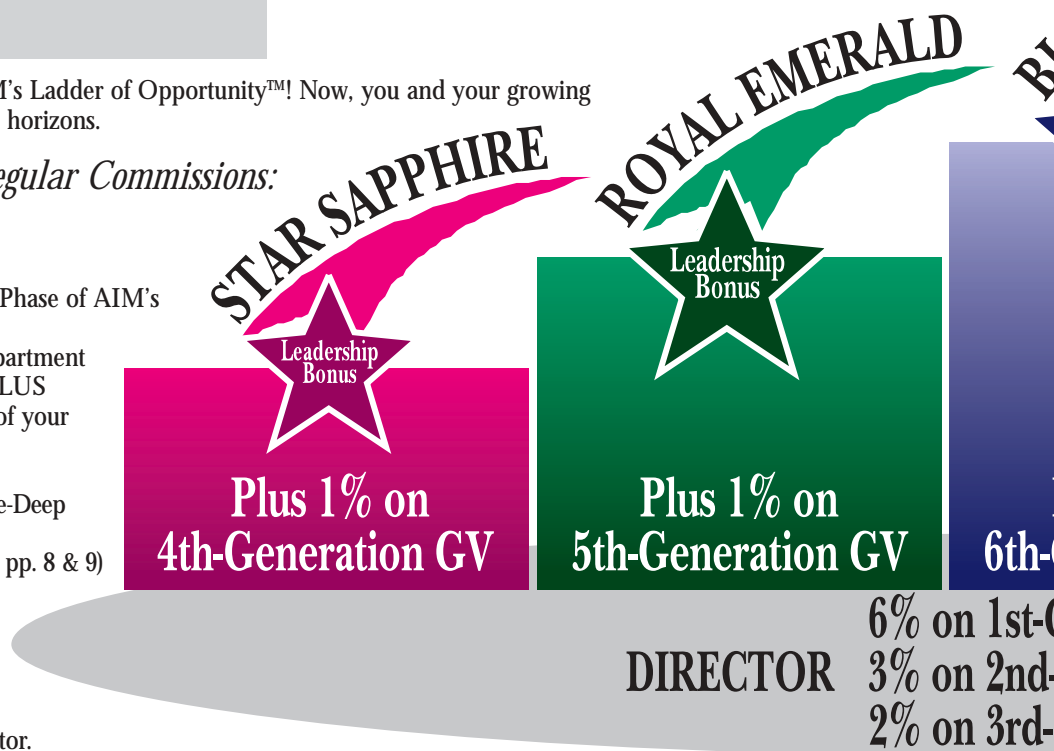 M's Ladder of Opportunity™! Now, you and your growing
horizons.
egular Commissions:
Phase of AIM's
partment
LUS
of your
e-Deep
pp. 8 & 9)
tor.
STAR SAPPHIRE
Leadership
Bonus
Plus 1% on
4th-Generation GV
ROYAL EMERALD
Leadership
Bonus
Plus 1% on
5th-Generation GV
6th-
DIRECTOR
6% on 1st-
3% on 2nd-
2% on 3rd-